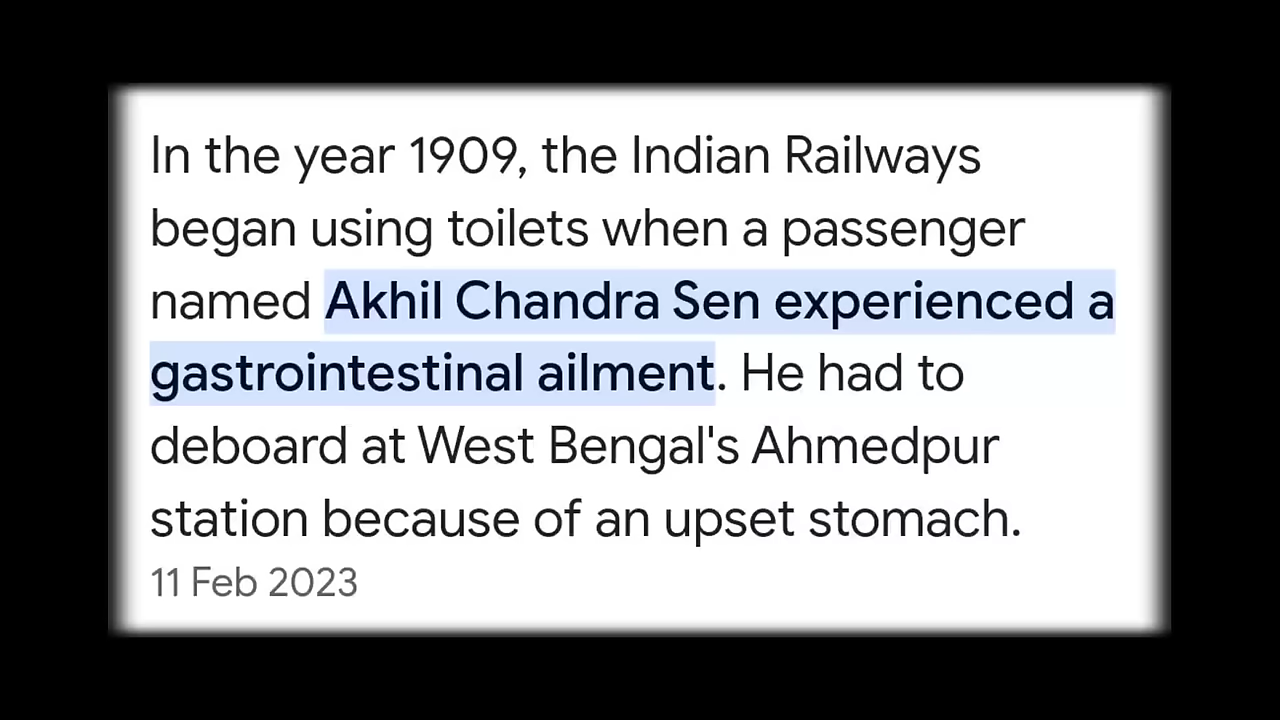 In the year 1909, the Indian Railways
began using toilets when a passenger
named Akhil Chandra Sen experienced a
gastrointestinal ailment. He had to
deboard at West Bengal's Ahmedpur
station because of an upset stomach.
11 Feb 2023